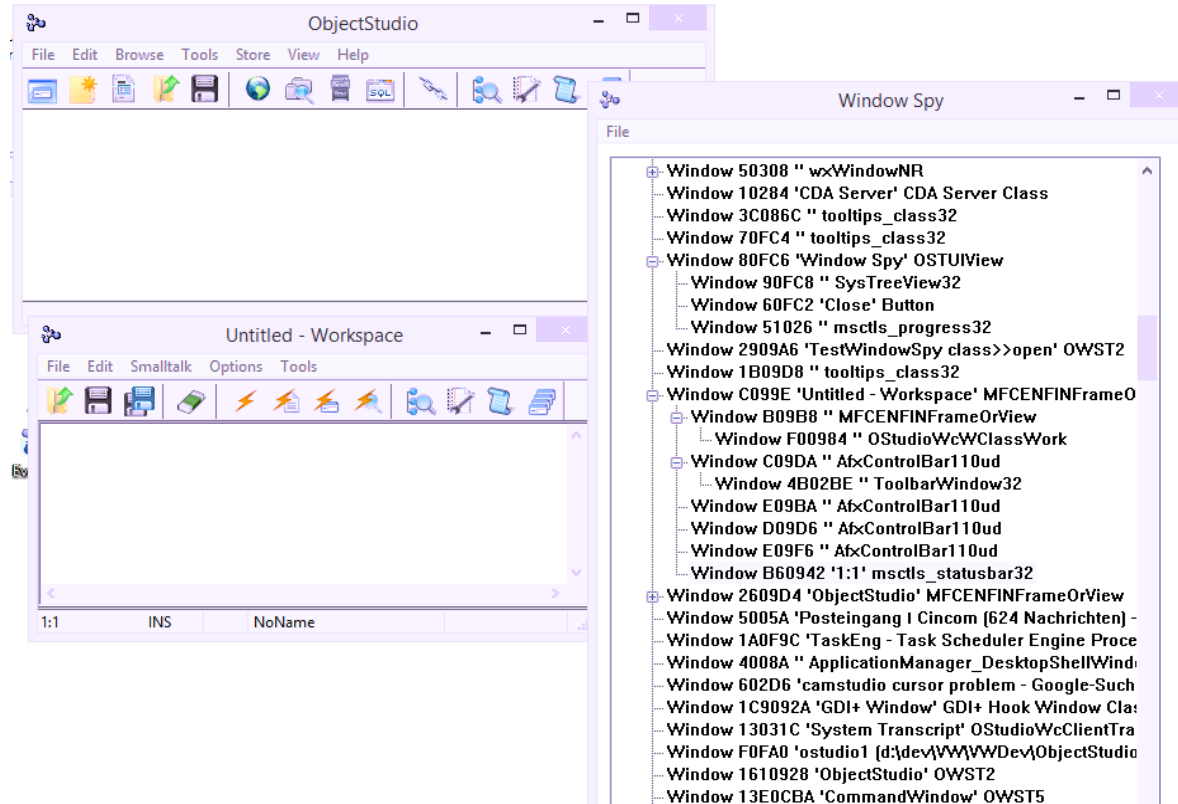 ObjectStudio
File Edit Browse Tools Store View Help
SQL
Untitled - Workspace
File Edit Smalltalk Options Tools
1:1 INS NoName
Ev
Window Spy
File
Window 50308 '' wxWindowNR
Window 10284 'CDA Server' CDA Server Class
Window 3C086C '' tooltips_class32
Window 70FC4 '' tooltips_class32
Window 80FC6 'Window Spy' OSTUIView
Window 90FC8 '' SysTreeView32
Window 60FC2 'Close' Button
Window 51026 '' msctls_progress32
Window 2909A6 'TestWindowSpy class>>open' OWST2
Window 1B09D8 '' tooltips_class32
Window C099E 'Untitled - Workspace' MFCENFINFrameO
Window B09B8 '' MFCENFINFrameOrView
Window F00984 '' OStudioWcWClassWork
Window C09DA '' AfxControlBar110ud
Window 4B02BE '' ToolbarWindow32
Window E09BA '' AfxControlBar110ud
Window D09D6 '' AfxControlBar110ud
Window E09F6 '' AfxControlBar110ud
Window B60942 '1:1' msctls_statusbar32
Window 2609D4 'ObjectStudio' MFCENFINFrameOrView
Window 5005A 'Posteingang | Cincom (624 Nachrichten) -
Window 1A0F9C 'TaskEng - Task Scheduler Engine Proce
Window 4008A '' ApplicationManager_DesktopShellWind
Window 602D6 'camstudio cursor problem - Google-Such
Window 1C9092A 'GDI+ Window' GDI+ Hook Window Clas
Window 13031C 'System Transcript' OStudioWcClientTra
Window F0FA0 'ostudio1 (d:\dev\VW\VWDev\ObjectStudio
Window 1610928 'ObjectStudio' OWST2
Window 13E0CBA 'CommandWindow' OWST5